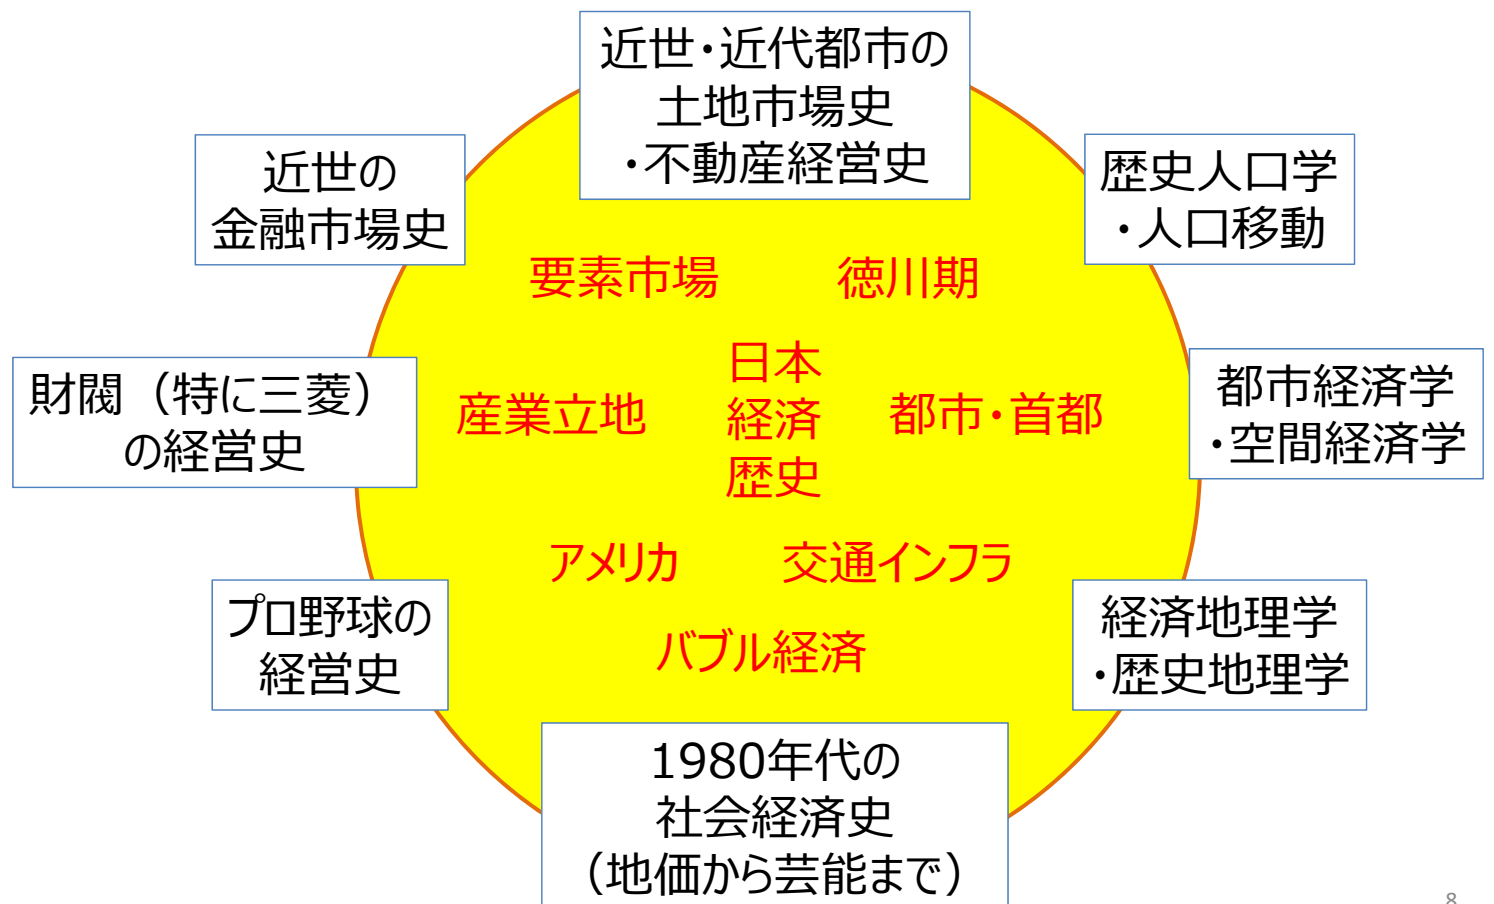 近世・近代都市の
土地市場史
・不動産経営史
近世の
金融市場史
歴史人口学
・人口移動
要素市場
徳川期
財閥（特に三菱）
の経営史
産業立地
日本
経済
歴史
都市・首都
都市経済学
・空間経済学
アメリカ
交通インフラ
プロ野球の
経営史
バブル経済
経済地理学
・歴史地理学
1980年代の
社会経済史
（地価から芸能まで）
8